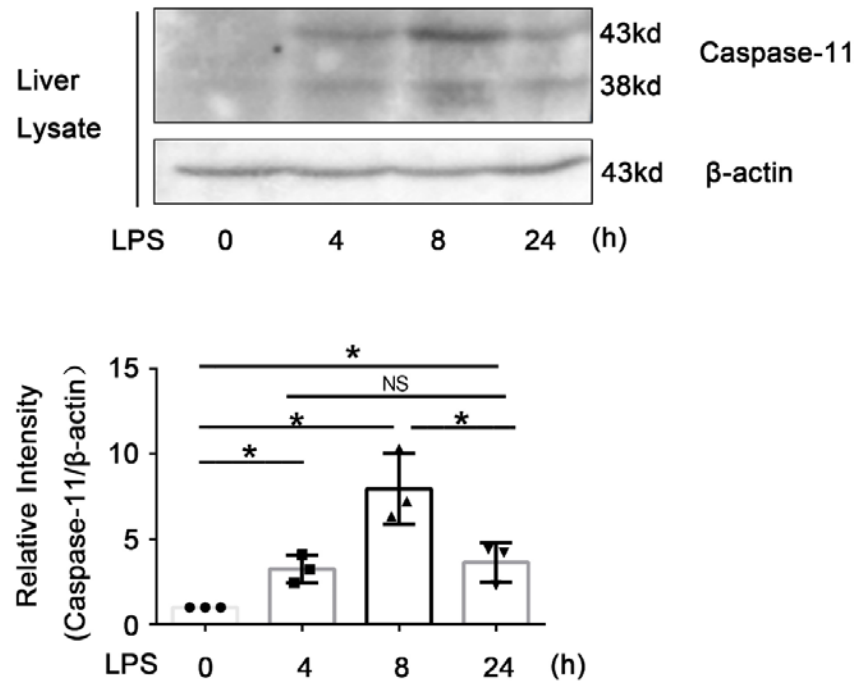 43kd
Caspase-11
Liver
Lysate
38kd
43kd
β-actin
LPS 0 4 8 24 (h)
Relative Intensity
(Caspase-11/β-actin)
15
10
5
0
*
NS
*
*
*
LPS 0 4 8 24 (h)